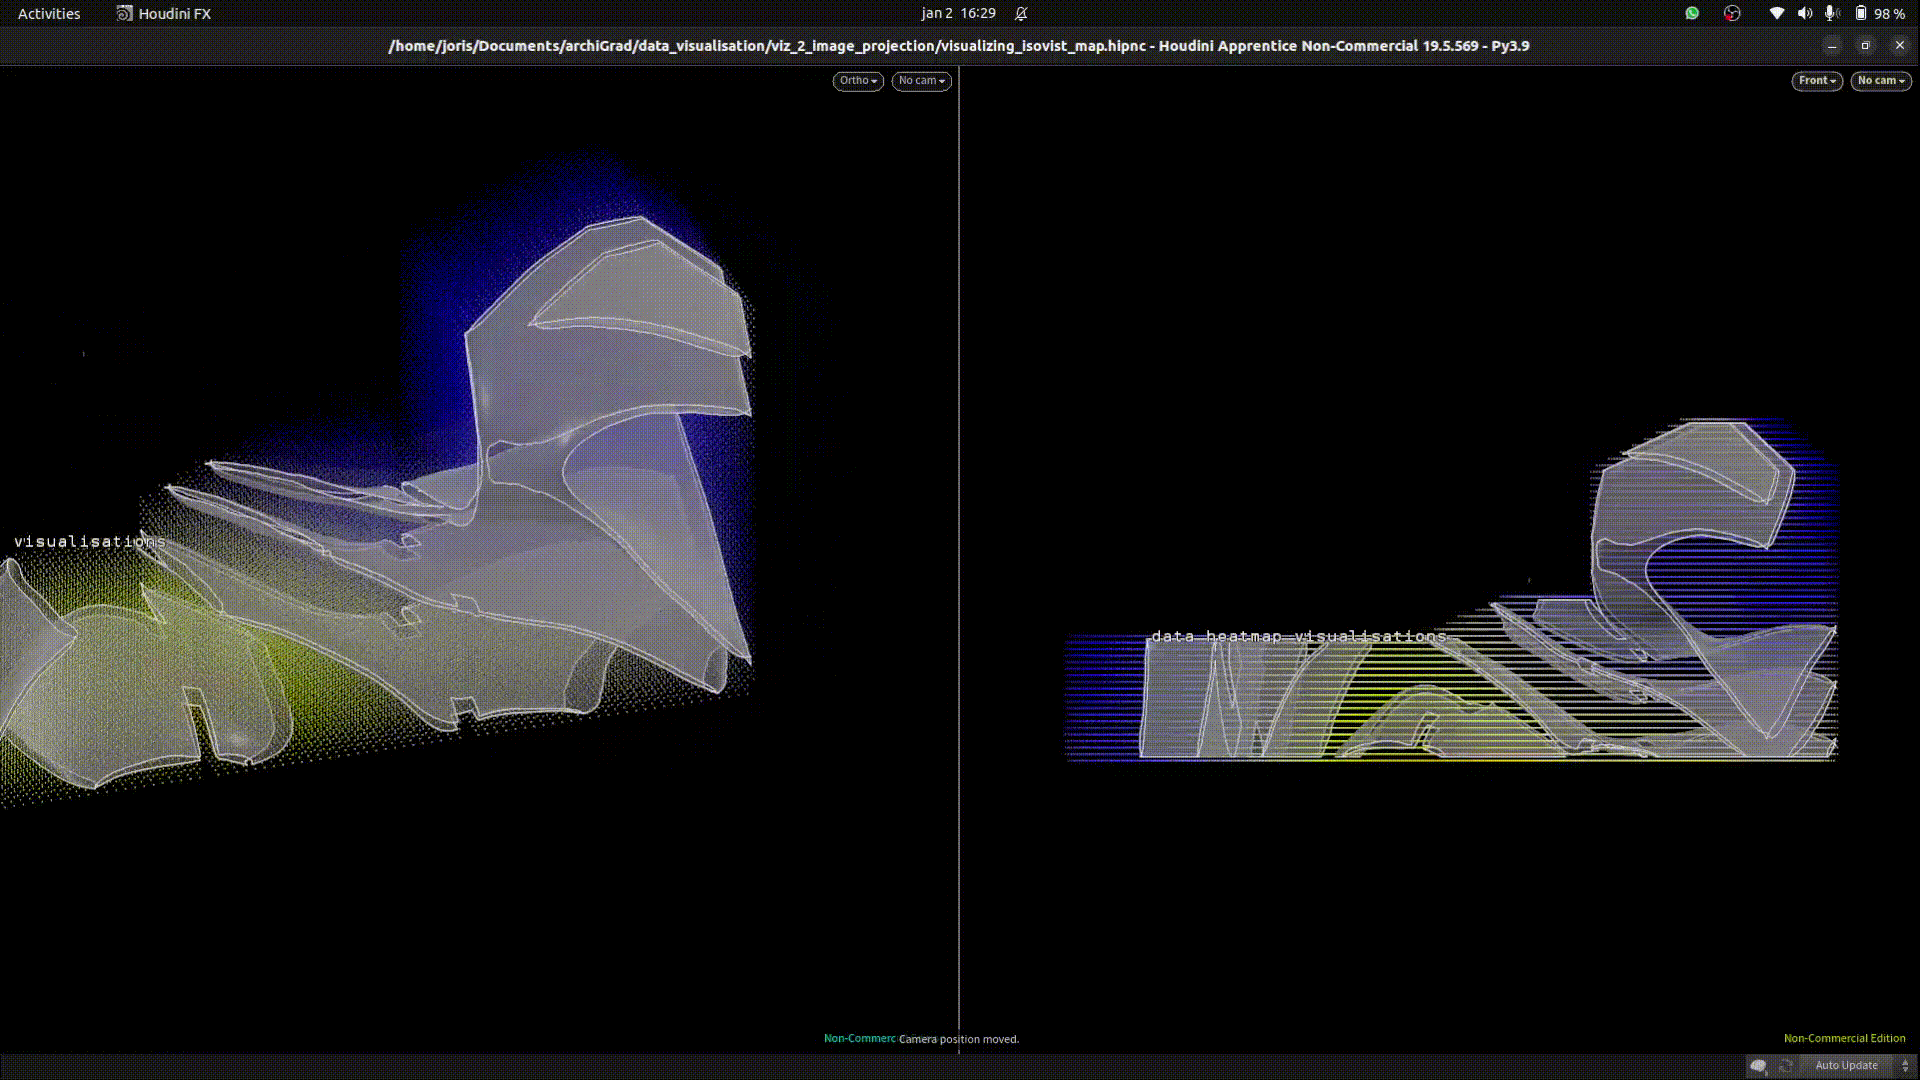 Activities Houdini FX jan 2 16:29 98 %
/home/joris/Documents/archiGrad/data_visualisation/viz_2_image_projection/visualizing_isovist_map.hipnc - Houdini Apprentice Non-Commercial 19.5.569 - Py3.9
Ortho No cam Front No cam
visualisations
data heatmap visualisations
Non-Commerc Camera position moved. Non-Commercial Edition
Auto Update